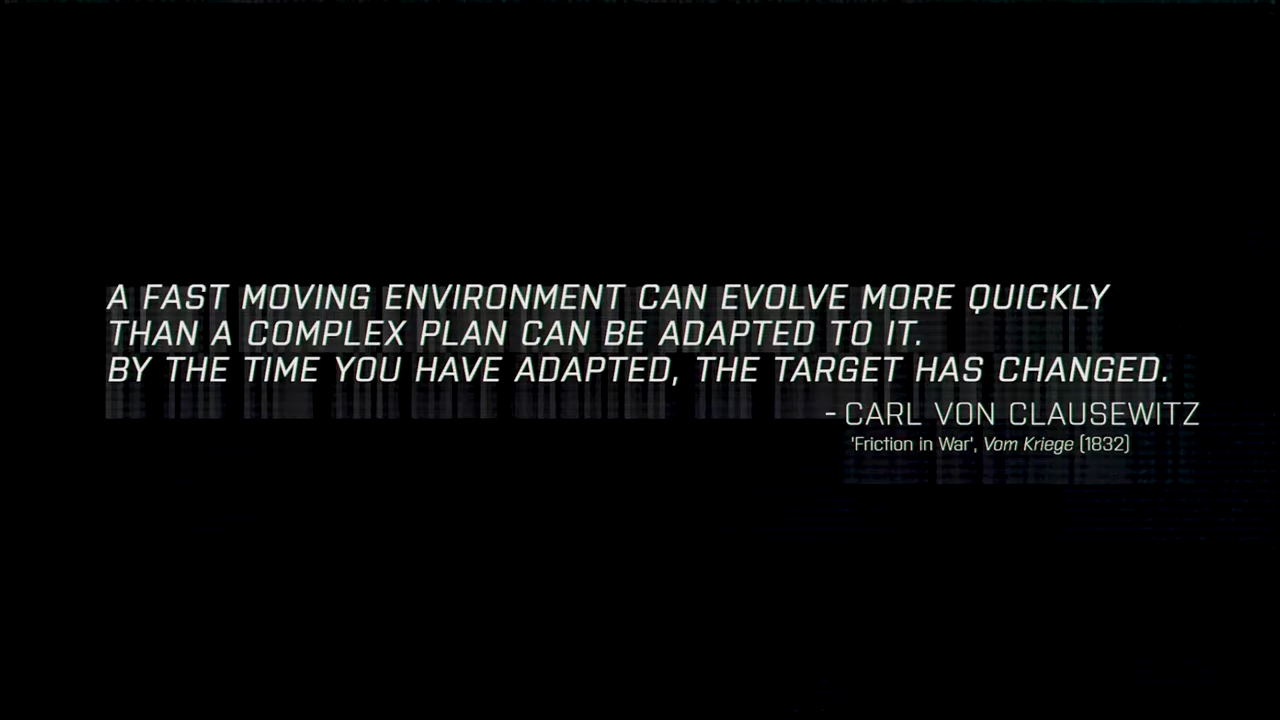 A FAST MOVING ENVIRONMENT CAN EVOLVE MORE QUICKLY
THAN A COMPLEX PLAN CAN BE ADAPTED TO IT.
BY THE TIME YOU HAVE ADAPTED, THE TARGET HAS CHANGED.
- CARL VON CLAUSEWITZ
'Friction in War', Vom Kriege (1832)